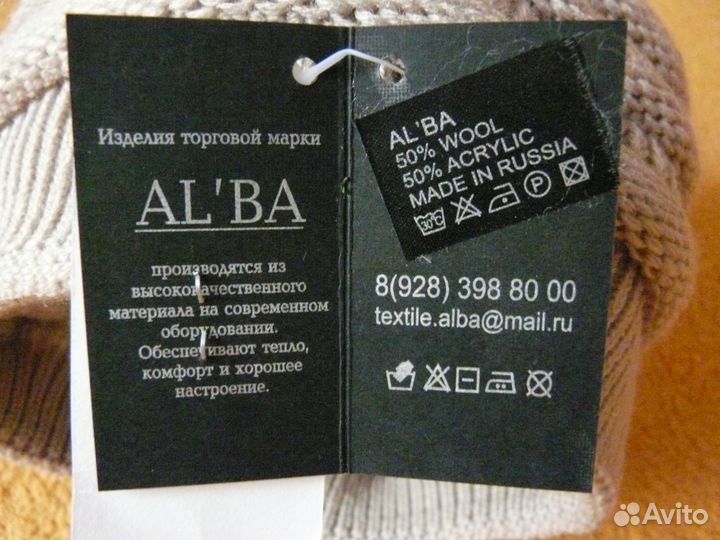 Изделия торговой марки
AL'BA
производятся из
высококачественного
материала на современном
оборудовании.
Обеспечивают тепло,
комфорт и хорошее
настроение.
AL'BA
50% WOOL
50% ACRYLIC
MADE IN RUSSIA
30°C P
8(928) 398 80 00
textile.alba@mail.ru
Avito